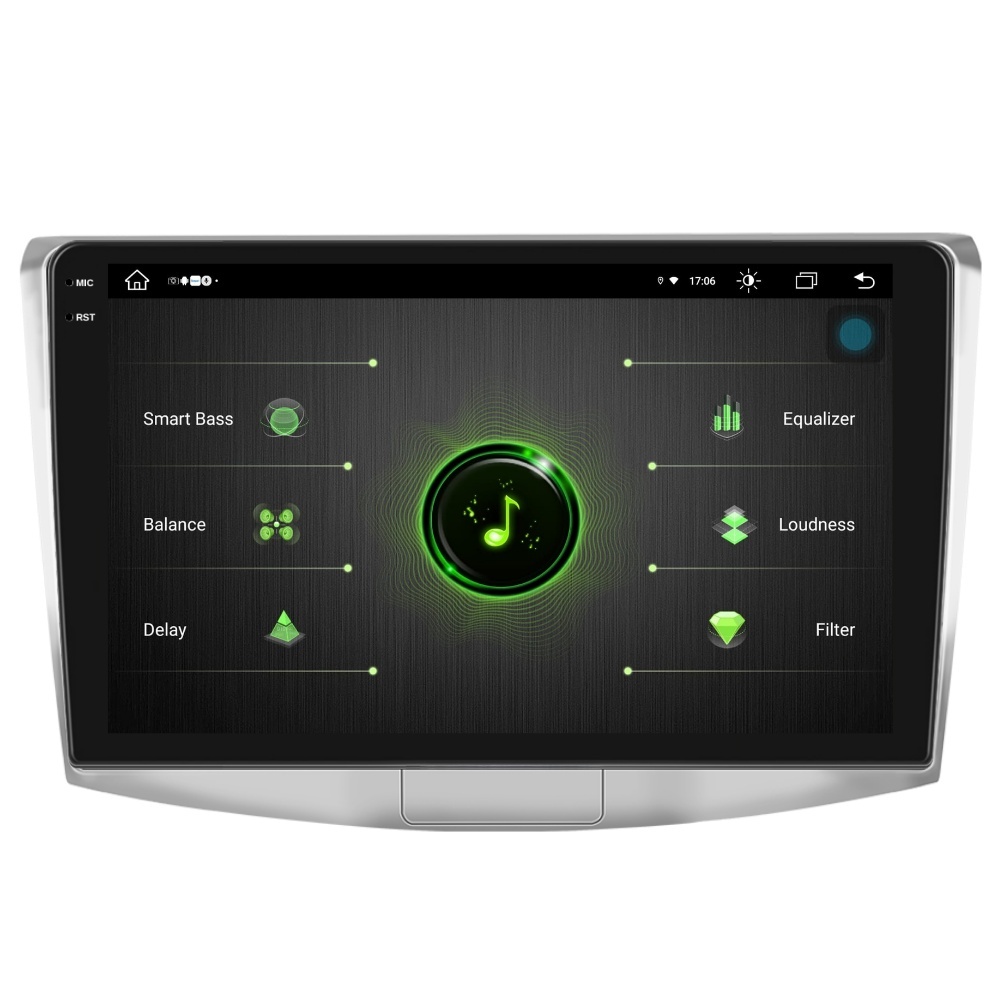 MIC
17:06
RST
Smart Bass
Equalizer
Balance
Loudness
Delay
Filter